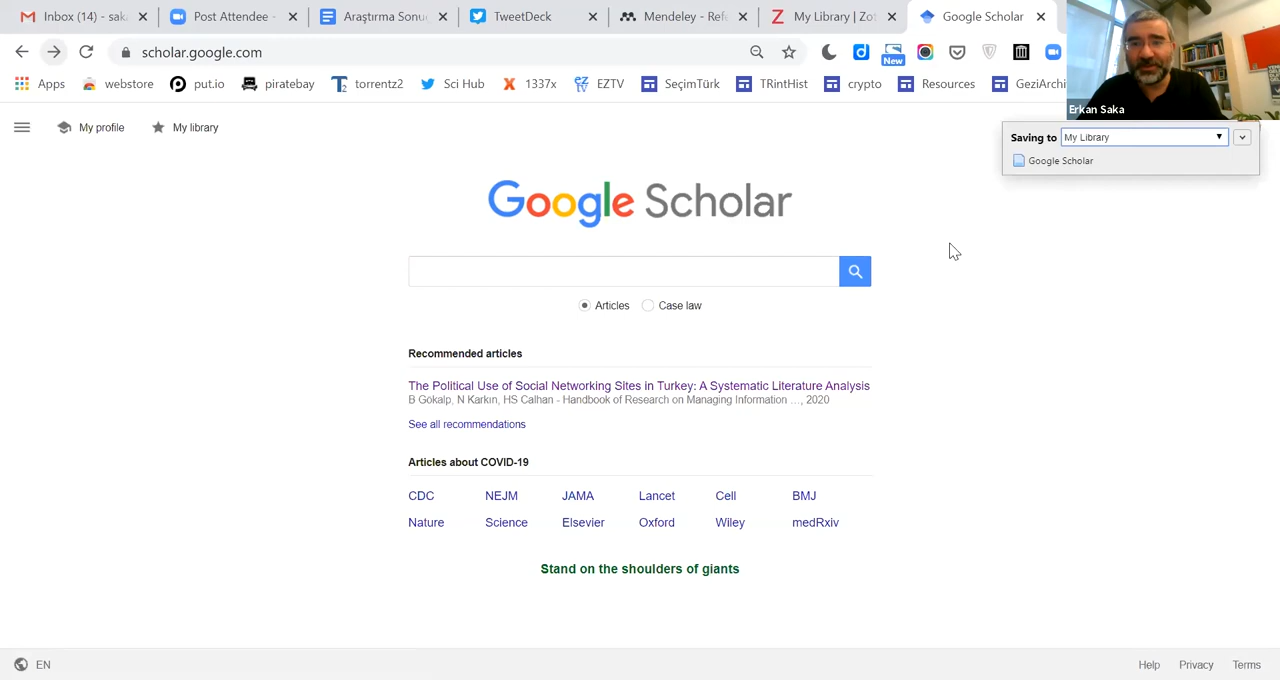 Inbox (14) - sak
Post Attendee -
Araştırma Sonu
TweetDeck
Mendeley - Ref
My Library | Zot
Google Scholar
scholar.google.com
New
Apps
webstore
put.io
piratebay
torrentz2
Sci Hub
1337x
EZTV
SeçimTürk
TRintHist
crypto
Resources
GeziArchi
Erkan Saka
My profile
My library
Saving to My Library
Google Scholar
Google Scholar
Articles
Case law
Recommended articles
The Political Use of Social Networking Sites in Turkey: A Systematic Literature Analysis
B Gökalp, N Karkın, HS Calhan - Handbook of Research on Managing Information ..., 2020
See all recommendations
Articles about COVID-19
CDC NEJM JAMA Lancet Cell BMJ
Nature Science Elsevier Oxford Wiley medRxiv
Stand on the shoulders of giants
EN
Help Privacy Terms